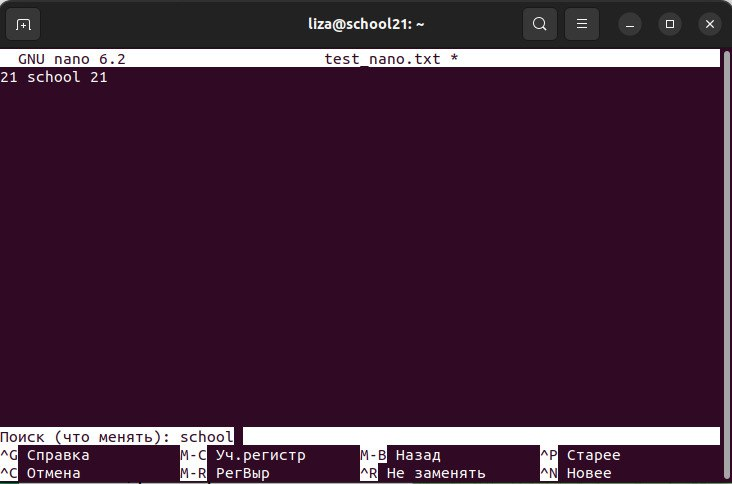 liza@school21: ~
GNU nano 6.2 test_nano.txt *
21 school 21
Поиск (что менять): school
^G Справка M-C Уч.регистр M-B Назад ^P Старее
^C Отмена M-R РегВыр ^R Не заменять ^N Новее